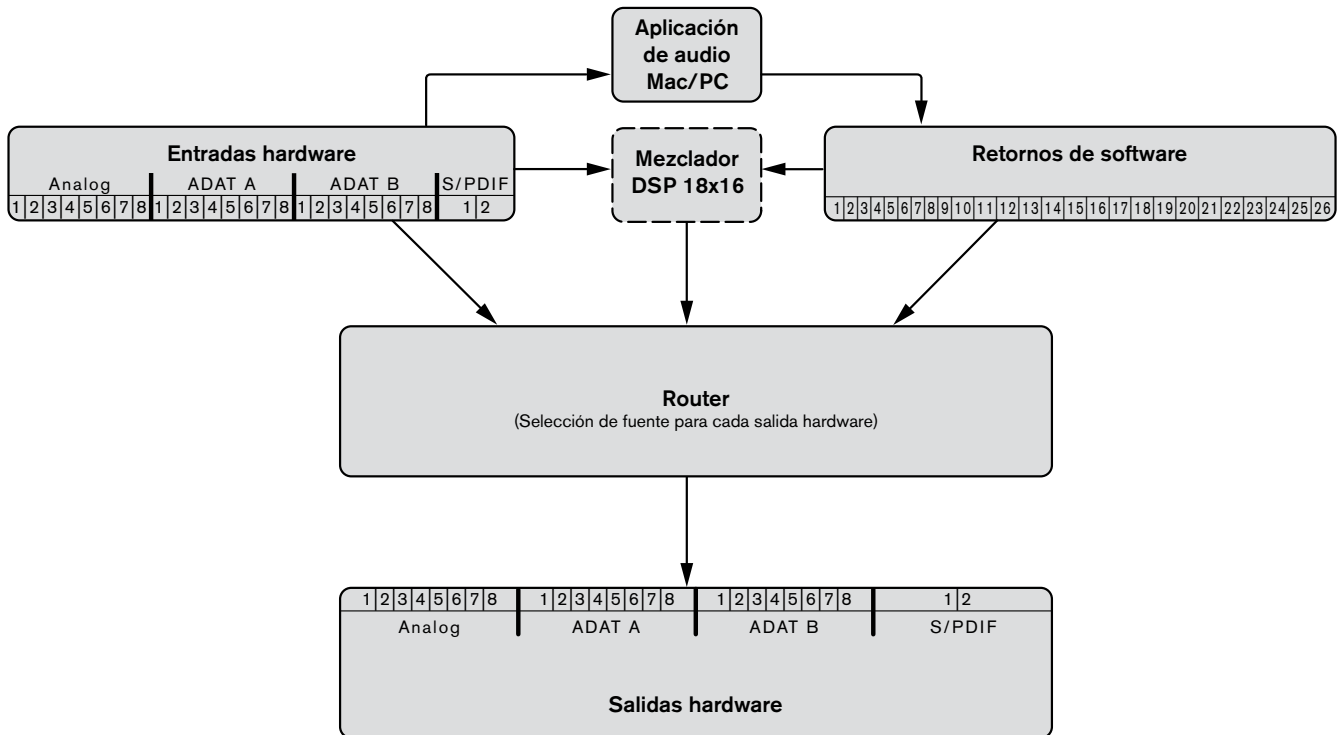 Aplicación
de audio
Mac/PC
Entradas hardware
Analog ADAT A ADAT B S/PDIF
1 2 3 4 5 6 7 8 1 2 3 4 5 6 7 8 1 2 3 4 5 6 7 8 1 2
Mezclador
DSP 18x16
Retornos de software
1 2 3 4 5 6 7 8 9 10 11 12 13 14 15 16 17 18 19 20 21 22 23 24 25 26
Router
(Selección de fuente para cada salida hardware)
1 2 3 4 5 6 7 8 1 2 3 4 5 6 7 8 1 2 3 4 5 6 7 8 1 2
Analog ADAT A ADAT B S/PDIF
Salidas hardware